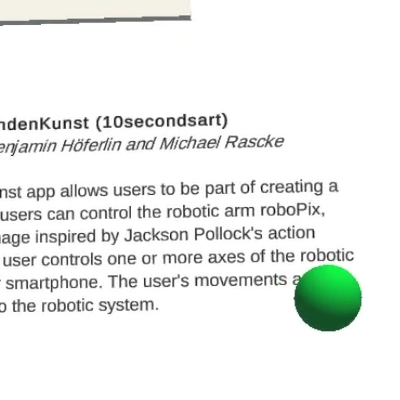 ndenKunst (10secondsart)
enjamin Höferlin and Michael Rascke
nst app allows users to be part of creating a
users can control the robotic arm roboPix,
age inspired by Jackson Pollock's action
user controls one or more axes of the robotic
smartphone. The user's movements
o the robotic system.